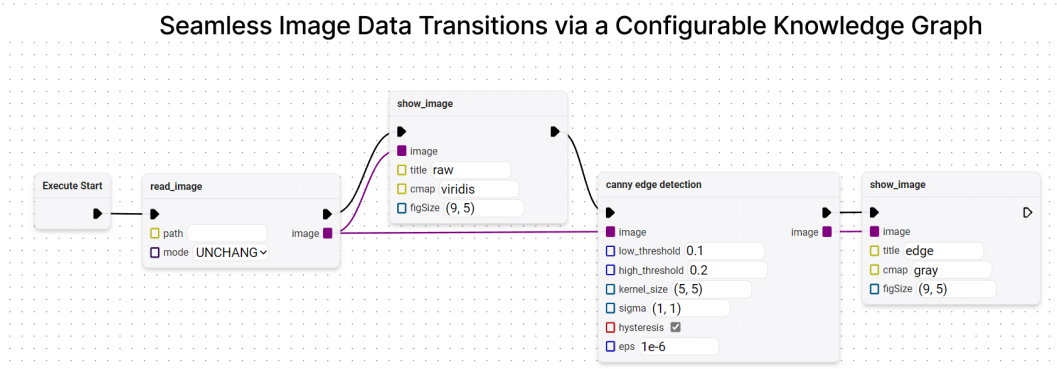 Seamless Image Data Transitions via a Configurable Knowledge Graph
Execute Start
read_image
path
image
mode UNCHANG
show_image
image
title raw
cmap viridis
figSize (9, 5)
canny edge detection
image image
low_threshold 0.1
high_threshold 0.2
kernel_size (5, 5)
sigma (1, 1)
hysteresis
eps 1e-6
show_image
image
title edge
cmap gray
figSize (9, 5)